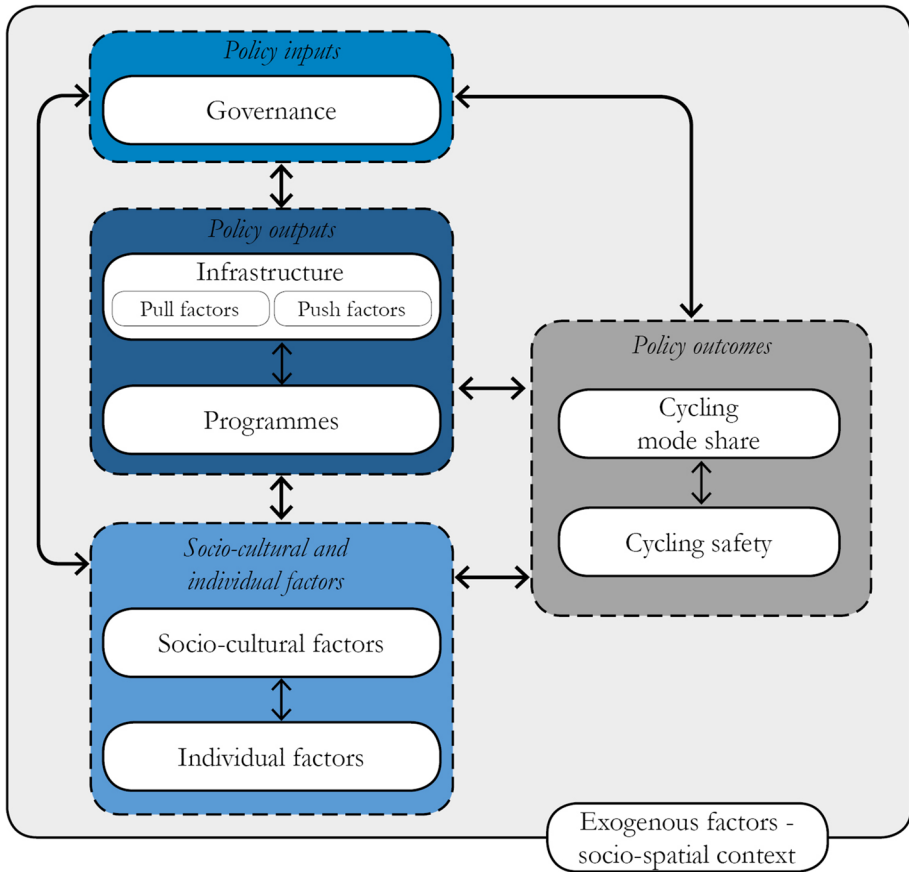 Policy inputs
Governance
Policy outputs
Infrastructure
Pull factors
Push factors
Programmes
Socio-cultural and
individual factors
Socio-cultural factors
Individual factors
Policy outcomes
Cycling
mode share
Cycling safety
Exogenous factors -
socio-spatial context